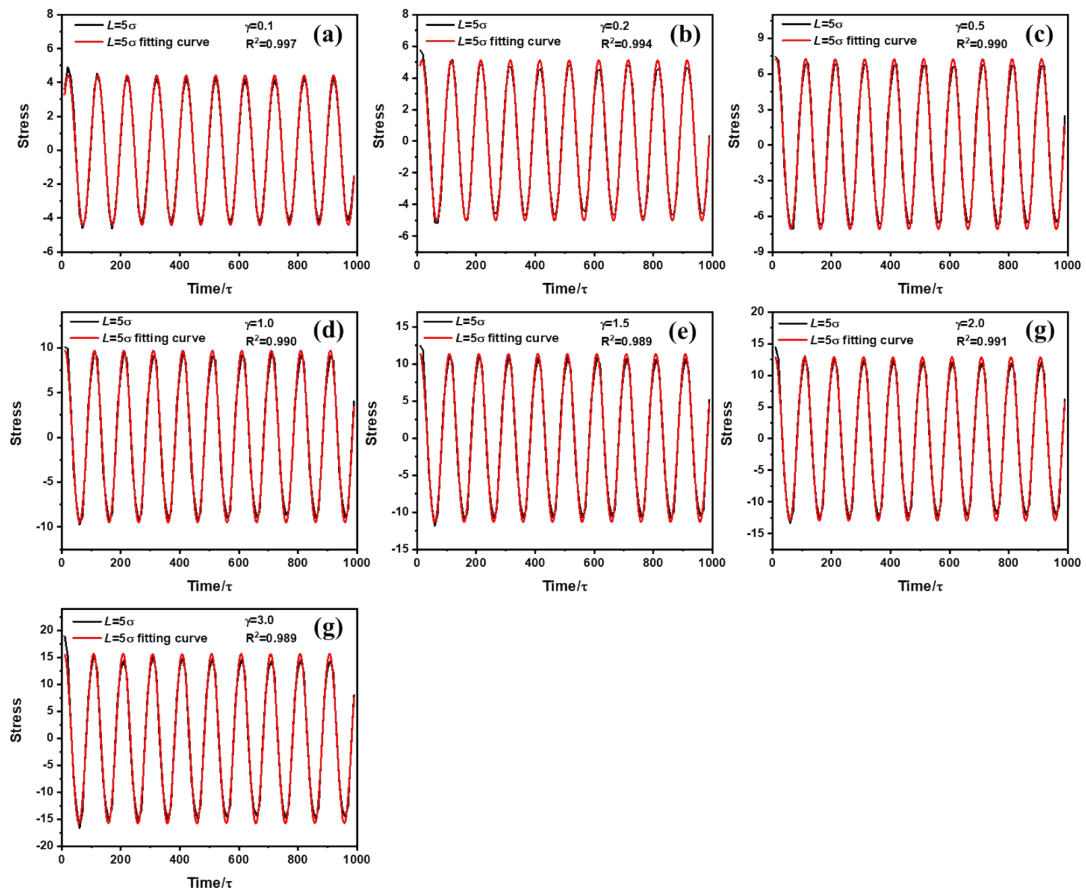 L=5σ γ=0.1 (a)
L=5σ fitting curve R²=0.997
6
4
2
0
-2
-4
-6
Stress
0 200 400 600 800 1000
Time/τ
L=5σ γ=0.2 (b)
L=5σ fitting curve R²=0.994
8
6
4
2
0
-2
-4
-6
Stress
0 200 400 600 800 1000
Time/τ
L=5σ γ=0.5 (c)
L=5σ fitting curve R²=0.990
9
6
3
0
-3
-6
-9
Stress
0 200 400 600 800 1000
Time/τ
L=5σ γ=1.0 (d)
L=5σ fitting curve R²=0.990
10
5
0
-5
-10
Stress
0 200 400 600 800 1000
Time/τ
L=5σ γ=1.5 (e)
L=5σ fitting curve R²=0.989
15
10
5
0
-5
-10
-15
Stress
0 200 400 600 800 1000
Time/τ
L=5σ γ=2.0 (g)
L=5σ fitting curve R²=0.991
20
15
10
5
0
-5
-10
-15
Stress
0 200 400 600 800 1000
Time/τ
L=5σ γ=3.0 (g)
L=5σ fitting curve R²=0.989
20
15
10
5
0
-5
-10
-15
-20
Stress
0 200 400 600 800 1000
Time/τ